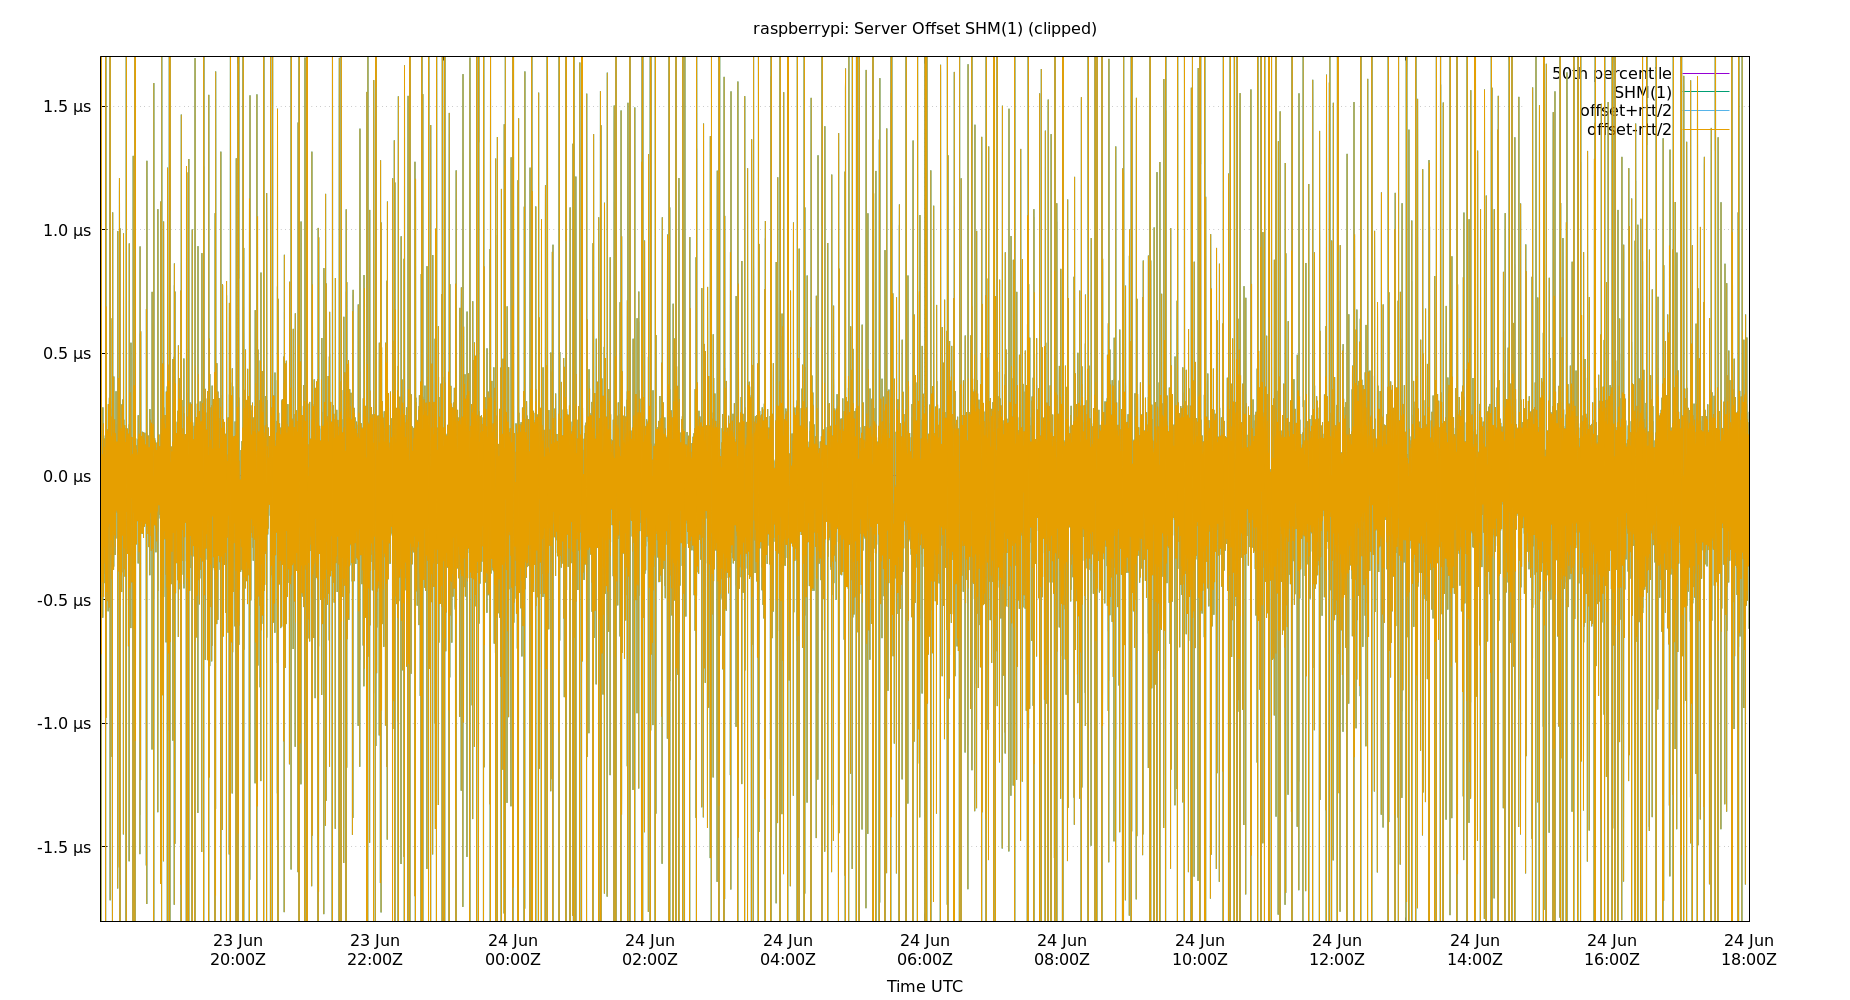 raspberrypi: Server Offset SHM(1) (clipped)
50th percentile
SHM(1)
offset+rtt/2
offset-rtt/2
1.5 µs
1.0 µs
0.5 µs
0.0 µs
-0.5 µs
-1.0 µs
-1.5 µs
23 Jun 23 Jun 24 Jun 24 Jun 24 Jun 24 Jun 24 Jun 24 Jun 24 Jun 24 Jun 24 Jun 24 Jun
20:00Z 22:00Z 00:00Z 02:00Z 04:00Z 06:00Z 08:00Z 10:00Z 12:00Z 14:00Z 16:00Z 18:00Z
Time UTC